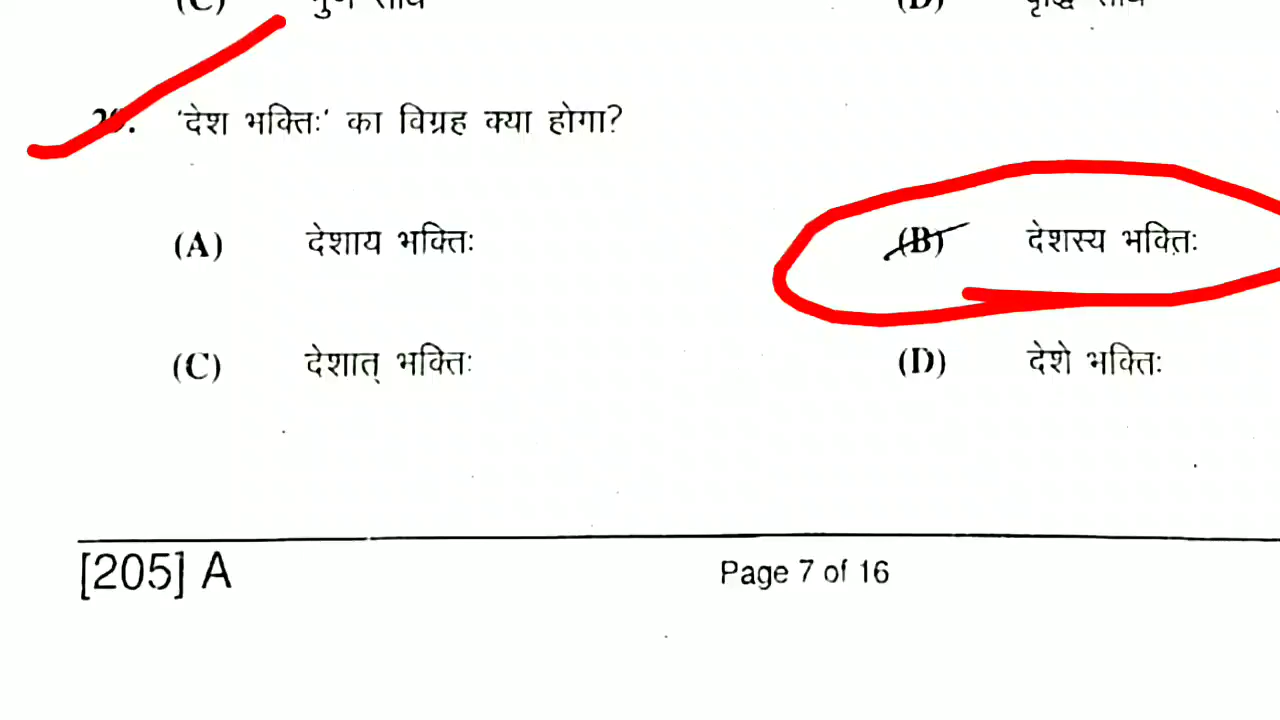 (C) गुण संधि (D) वृद्धि संधि
'देश भक्तिः' का विग्रह क्या होगा?
(A) देशाय भक्तिः (B) देशस्य भक्तिः
(C) देशात् भक्तिः (D) देशे भक्तिः
[205] A Page 7 of 16